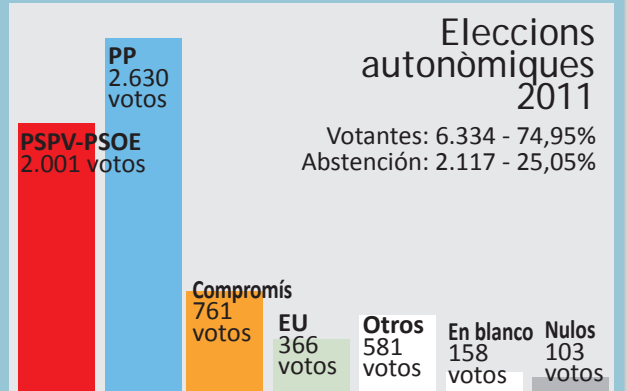 Eleccions
autonòmiques
2011
Votantes: 6.334 - 74,95%
Abstención: 2.117 - 25,05%
PSPV-PSOE
2.001 votos
PP
2.630
votos
Compromís
761
votos
EU
366
votos
Otros
581
votos
En blanco
158
votos
Nulos
103
votos